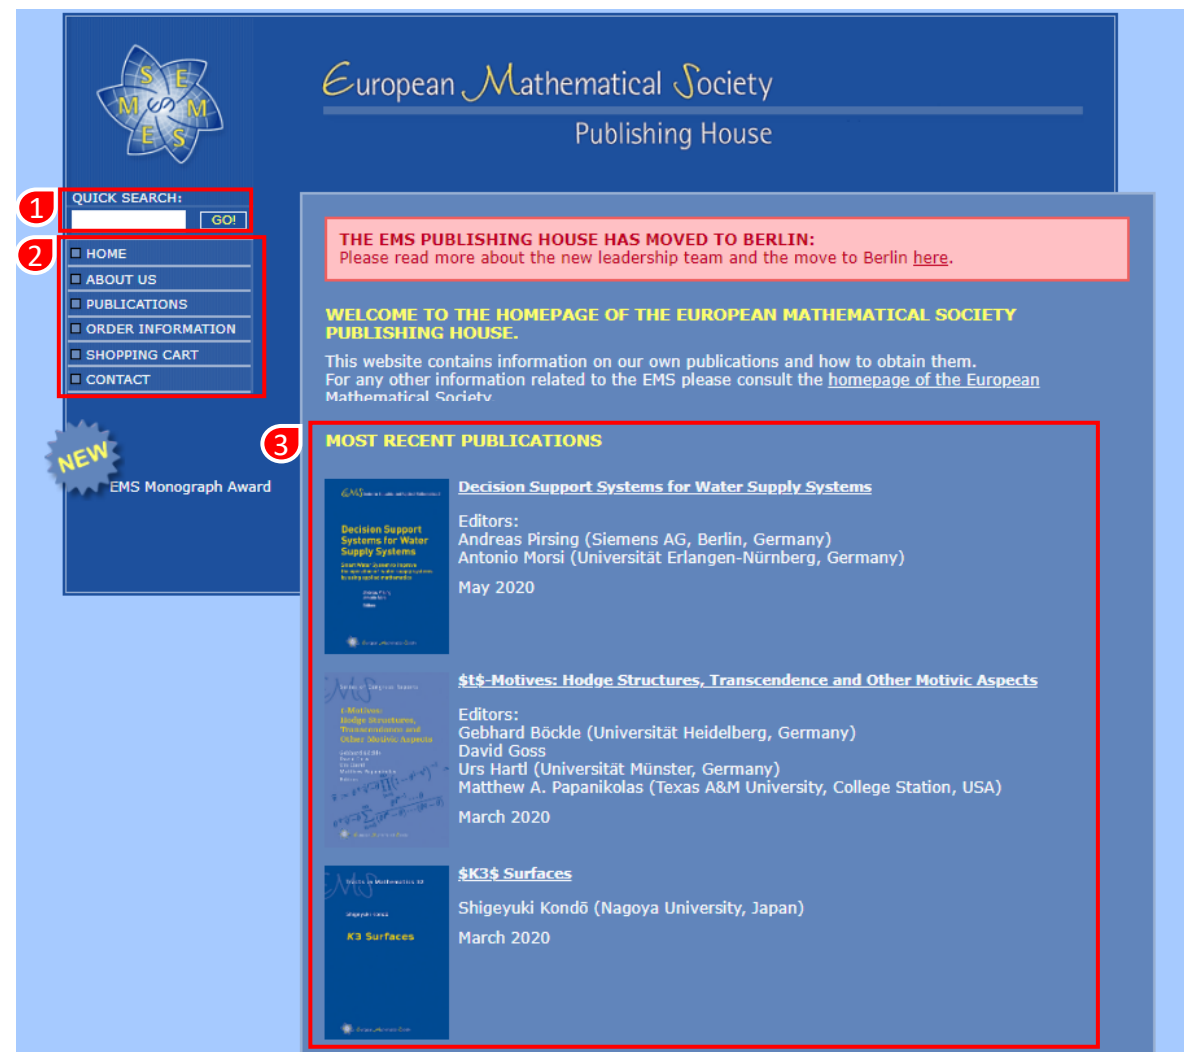 S E M M E S
European Mathematical Society
Publishing House
1
QUICK SEARCH:
GO!
2
HOME
ABOUT US
PUBLICATIONS
ORDER INFORMATION
SHOPPING CART
CONTACT
NEW
EMS Monograph Award
THE EMS PUBLISHING HOUSE HAS MOVED TO BERLIN:
Please read more about the new leadership team and the move to Berlin here.
WELCOME TO THE HOMEPAGE OF THE EUROPEAN MATHEMATICAL SOCIETY
PUBLISHING HOUSE.
This website contains information on our own publications and how to obtain them.
For any other information related to the EMS please consult the homepage of the European
Mathematical Society.
3
MOST RECENT PUBLICATIONS
Decision Support
Systems for Water
Supply Systems
Decision Support Systems for Water Supply Systems
Editors:
Andreas Pirsing (Siemens AG, Berlin, Germany)
Antonio Morsi (Universität Erlangen-Nürnberg, Germany)
May 2020
t-Motives:
Hodge Structures,
Transcendence and
Other Motivic Aspects
$t$-Motives: Hodge Structures, Transcendence and Other Motivic Aspects
Editors:
Gebhard Böckle (Universität Heidelberg, Germany)
David Goss
Urs Hartl (Universität Münster, Germany)
Matthew A. Papanikolas (Texas A&M University, College Station, USA)
March 2020
K3 Surfaces
$K3$ Surfaces
Shigeyuki Kondō (Nagoya University, Japan)
March 2020